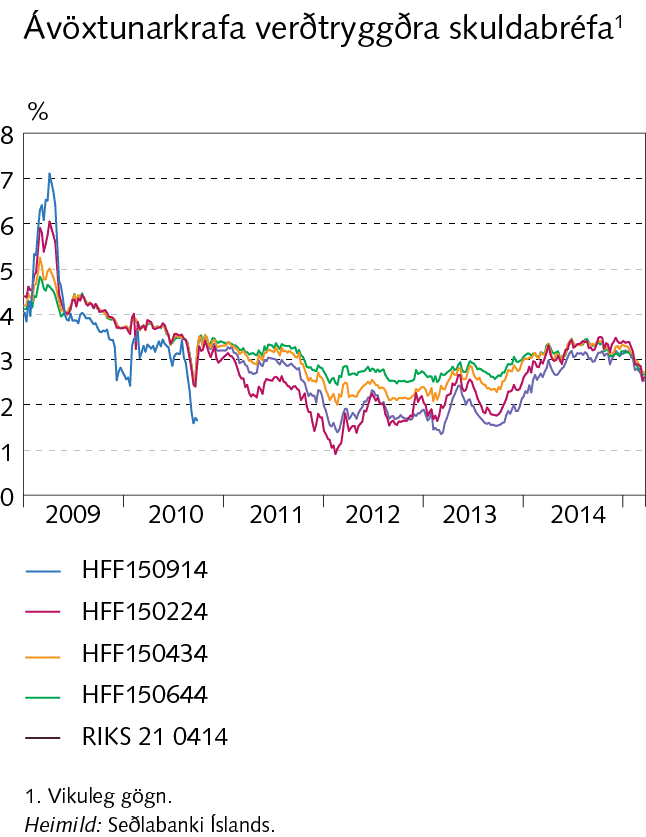 Ávöxtunarkrafa verðtryggðra skuldabréfa¹
%
8
7
6
5
4
3
2
1
0
2009 2010 2011 2012 2013 2014
HFF150914
HFF150224
HFF150434
HFF150644
RIKS 21 0414
1. Vikuleg gögn.
Heimild: Seðlabanki Íslands.